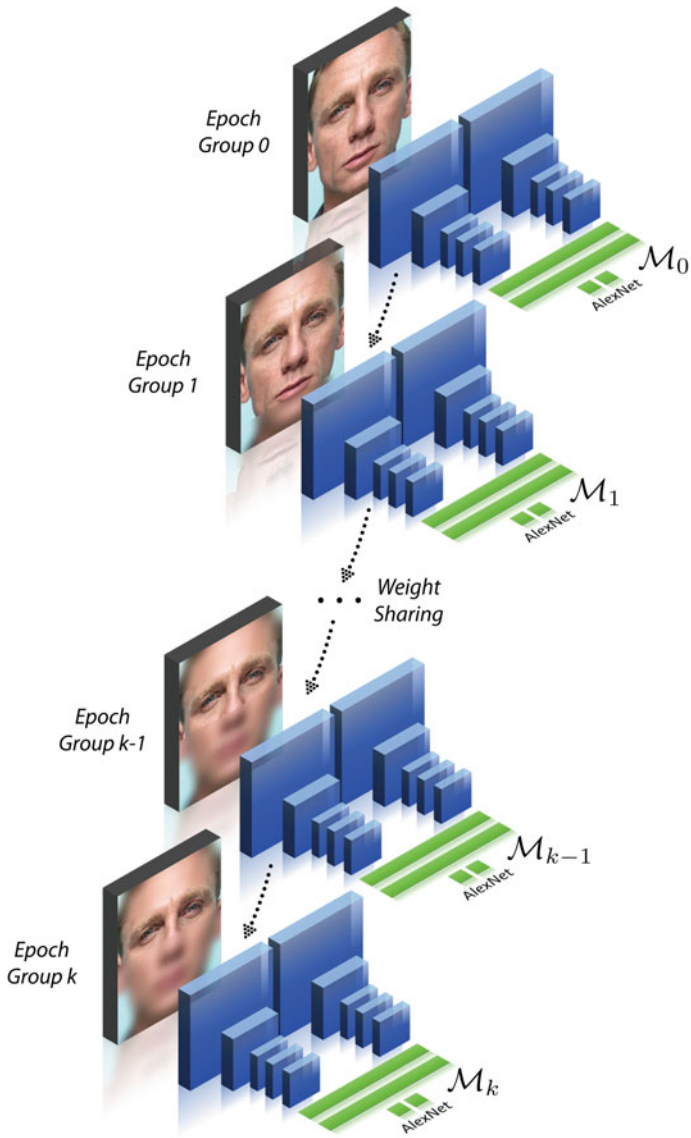 Epoch
Group 0
M₀
AlexNet
Epoch
Group 1
M₁
AlexNet
Weight
Sharing
Epoch
Group k-1
Mₖ₋₁
AlexNet
Epoch
Group k
Mₖ
AlexNet